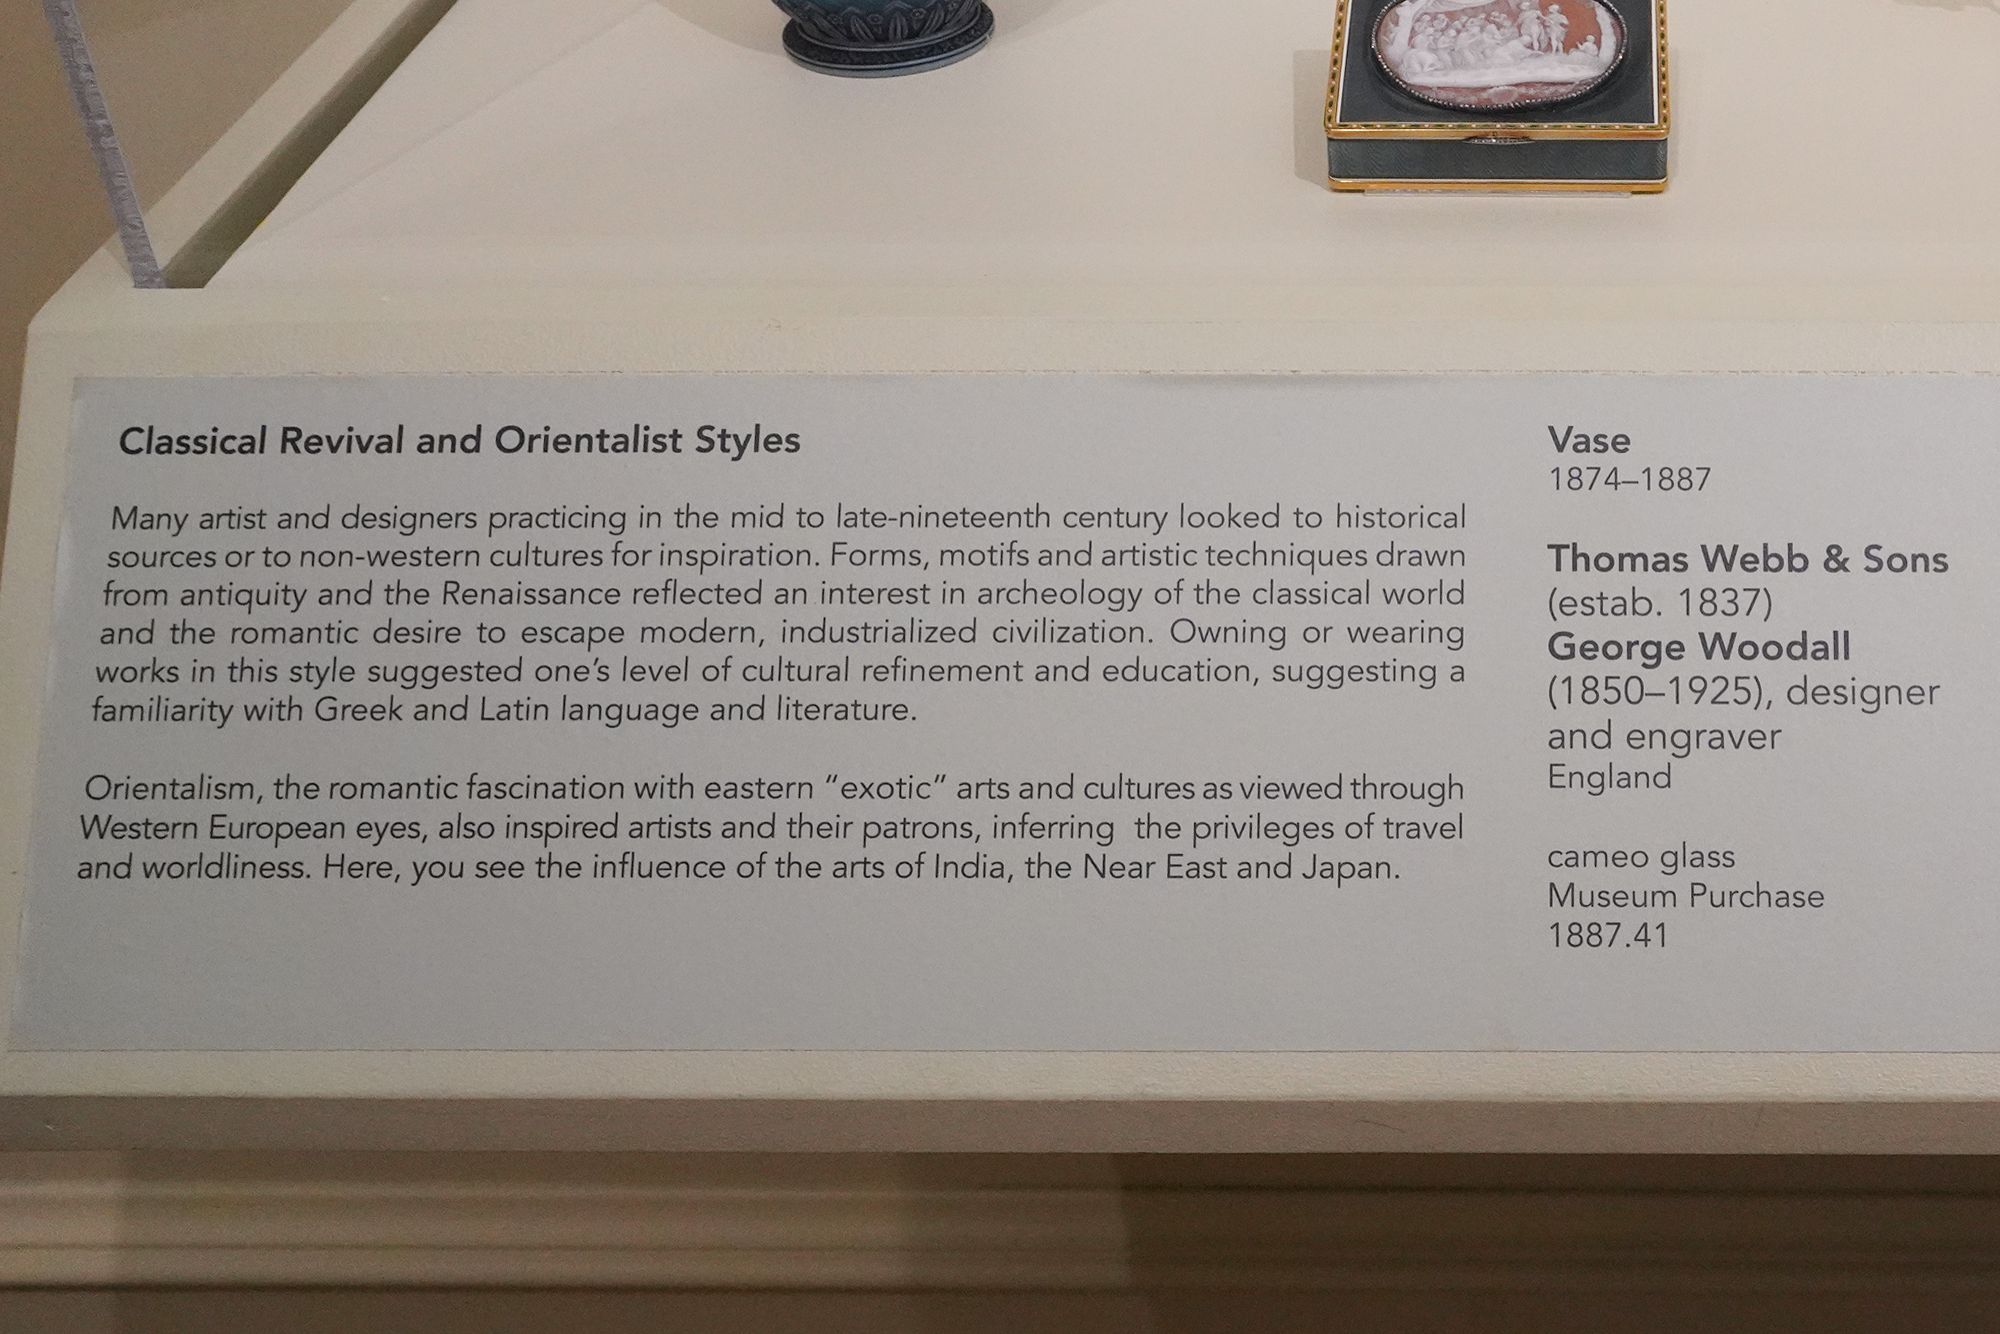 Classical Revival and Orientalist Styles
Many artist and designers practicing in the mid to late-nineteenth century looked to historical
sources or to non-western cultures for inspiration. Forms, motifs and artistic techniques drawn
from antiquity and the Renaissance reflected an interest in archeology of the classical world
and the romantic desire to escape modern, industrialized civilization. Owning or wearing
works in this style suggested one's level of cultural refinement and education, suggesting a
familiarity with Greek and Latin language and literature.
Orientalism, the romantic fascination with eastern "exotic" arts and cultures as viewed through
Western European eyes, also inspired artists and their patrons, inferring the privileges of travel
and worldliness. Here, you see the influence of the arts of India, the Near East and Japan.
Vase
1874–1887
Thomas Webb & Sons
(estab. 1837)
George Woodall
(1850–1925), designer
and engraver
England
cameo glass
Museum Purchase
1887.41